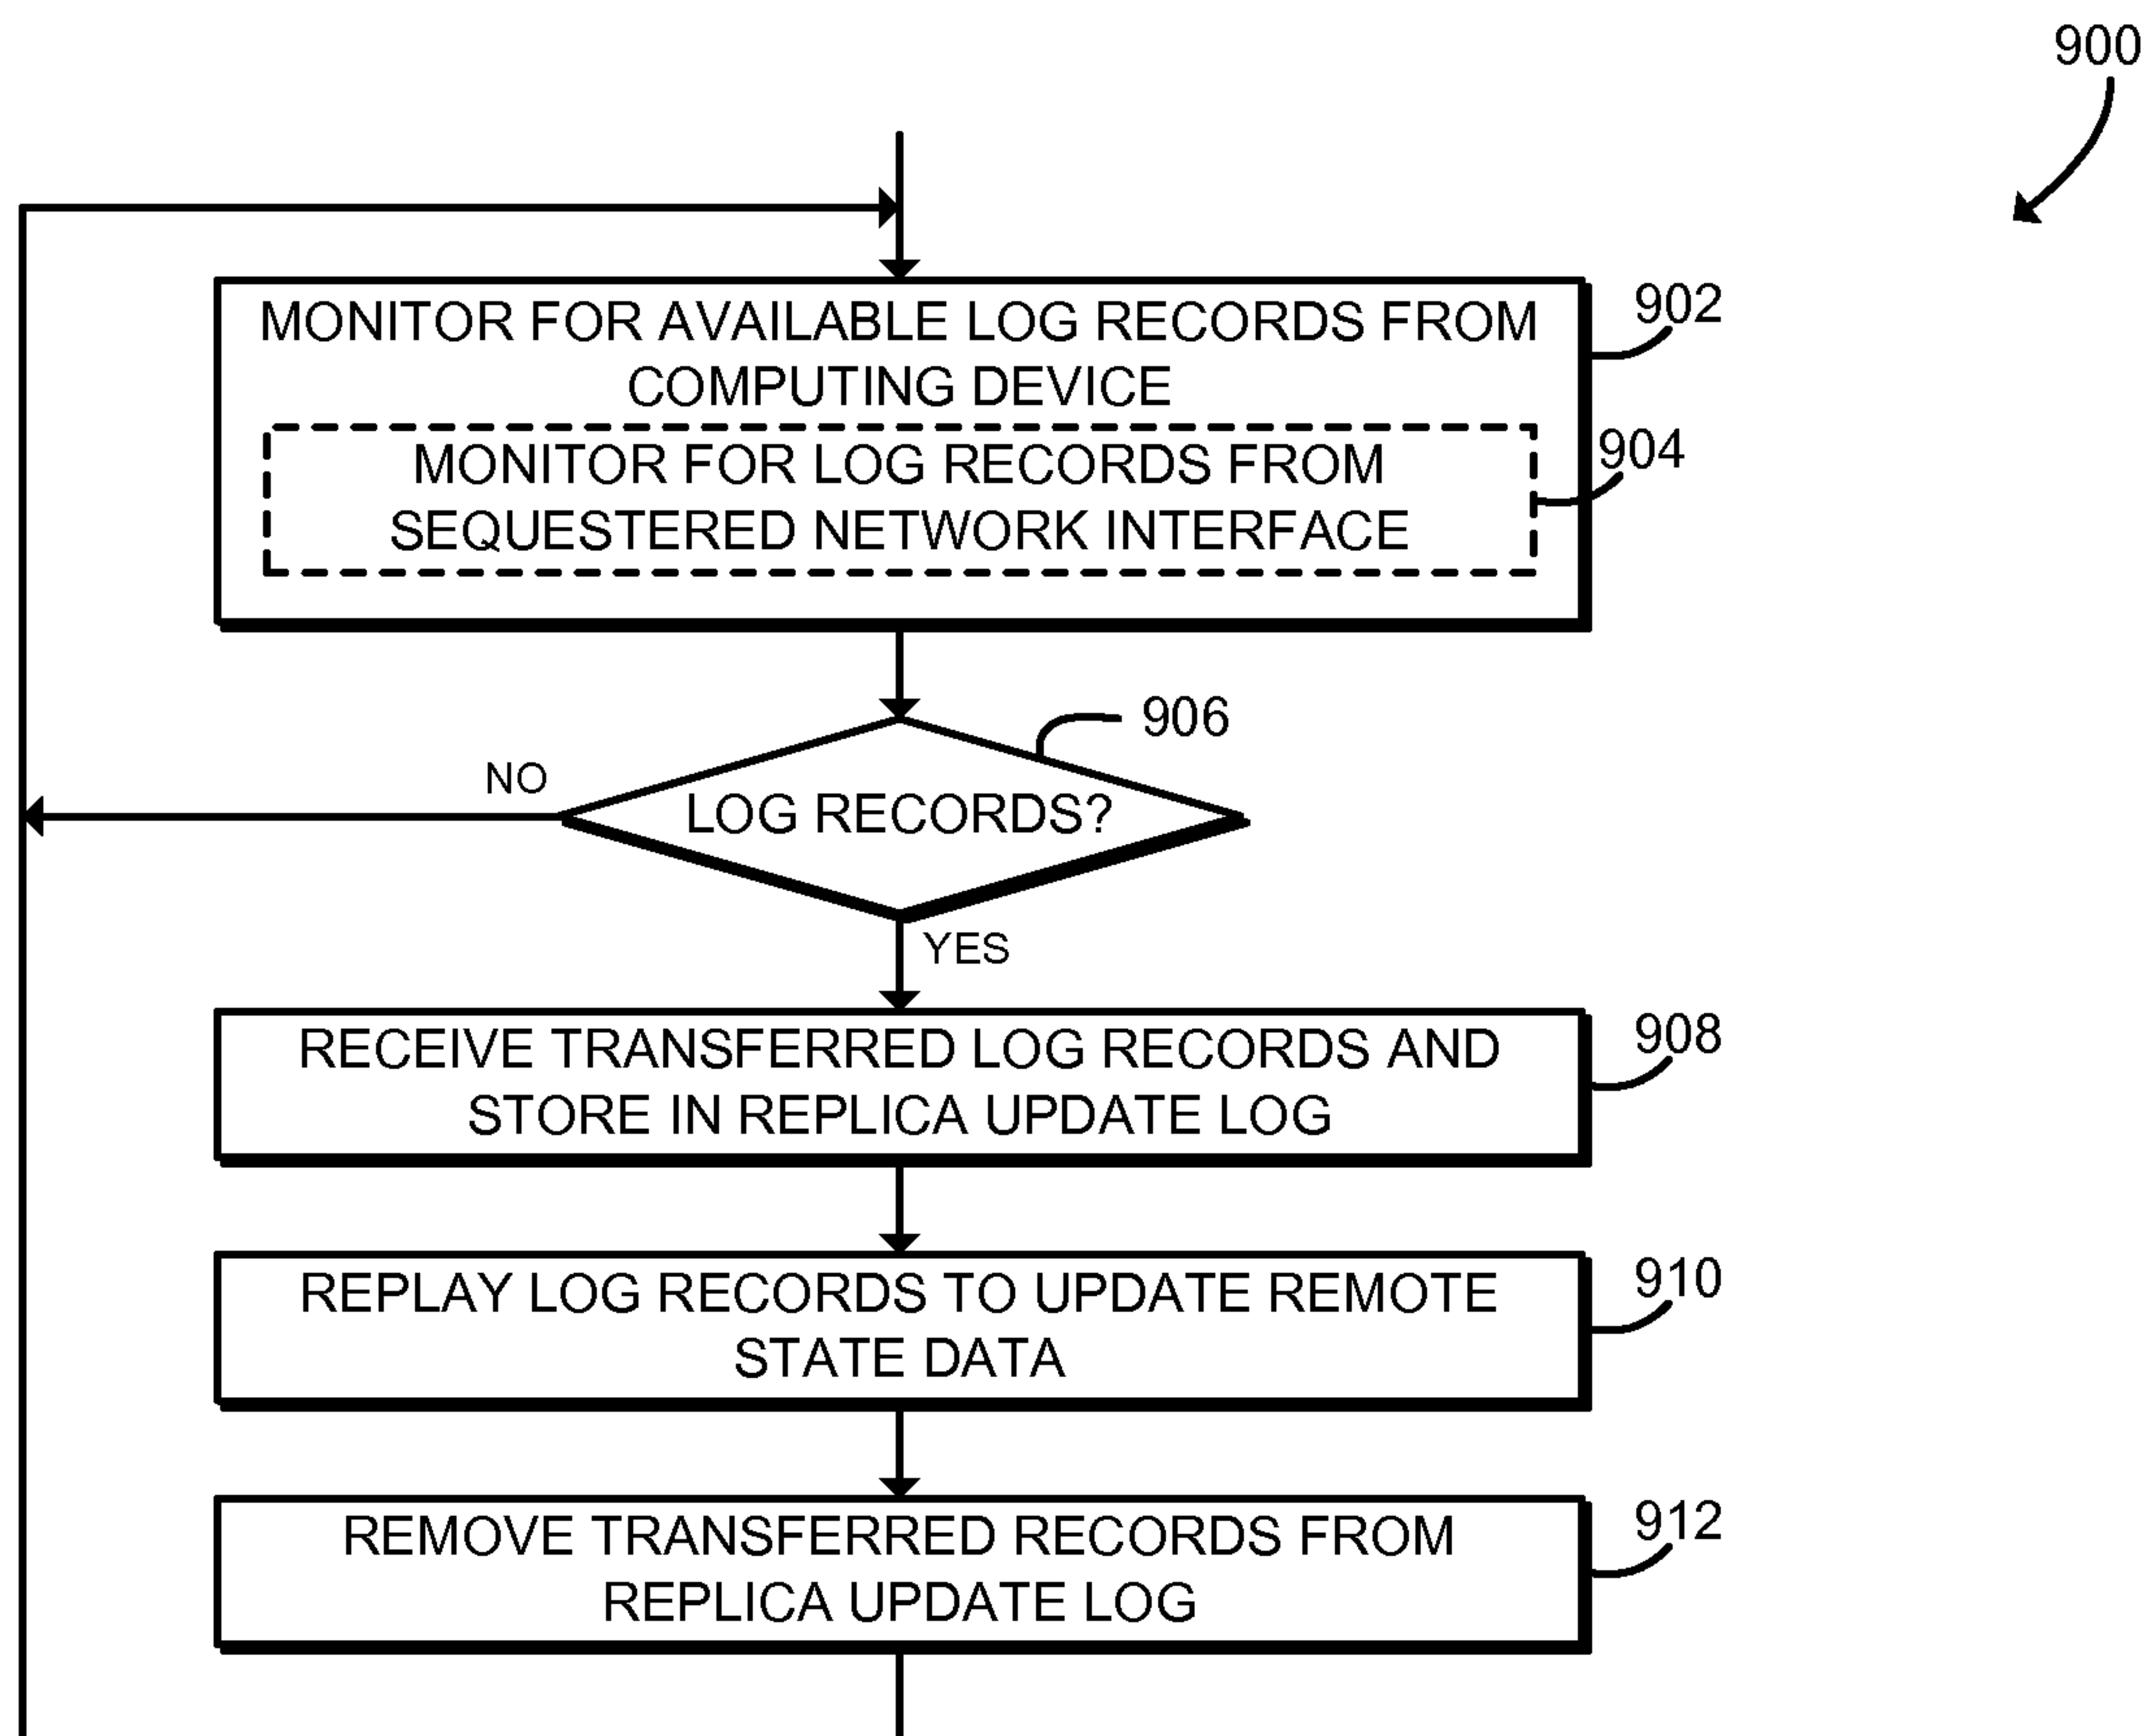 900
MONITOR FOR AVAILABLE LOG RECORDS FROM
COMPUTING DEVICE
902
MONITOR FOR LOG RECORDS FROM
SEQUESTERED NETWORK INTERFACE
904
906
NO
LOG RECORDS?
YES
RECEIVE TRANSFERRED LOG RECORDS AND
STORE IN REPLICA UPDATE LOG
908
REPLAY LOG RECORDS TO UPDATE REMOTE
STATE DATA
910
REMOVE TRANSFERRED RECORDS FROM
REPLICA UPDATE LOG
912